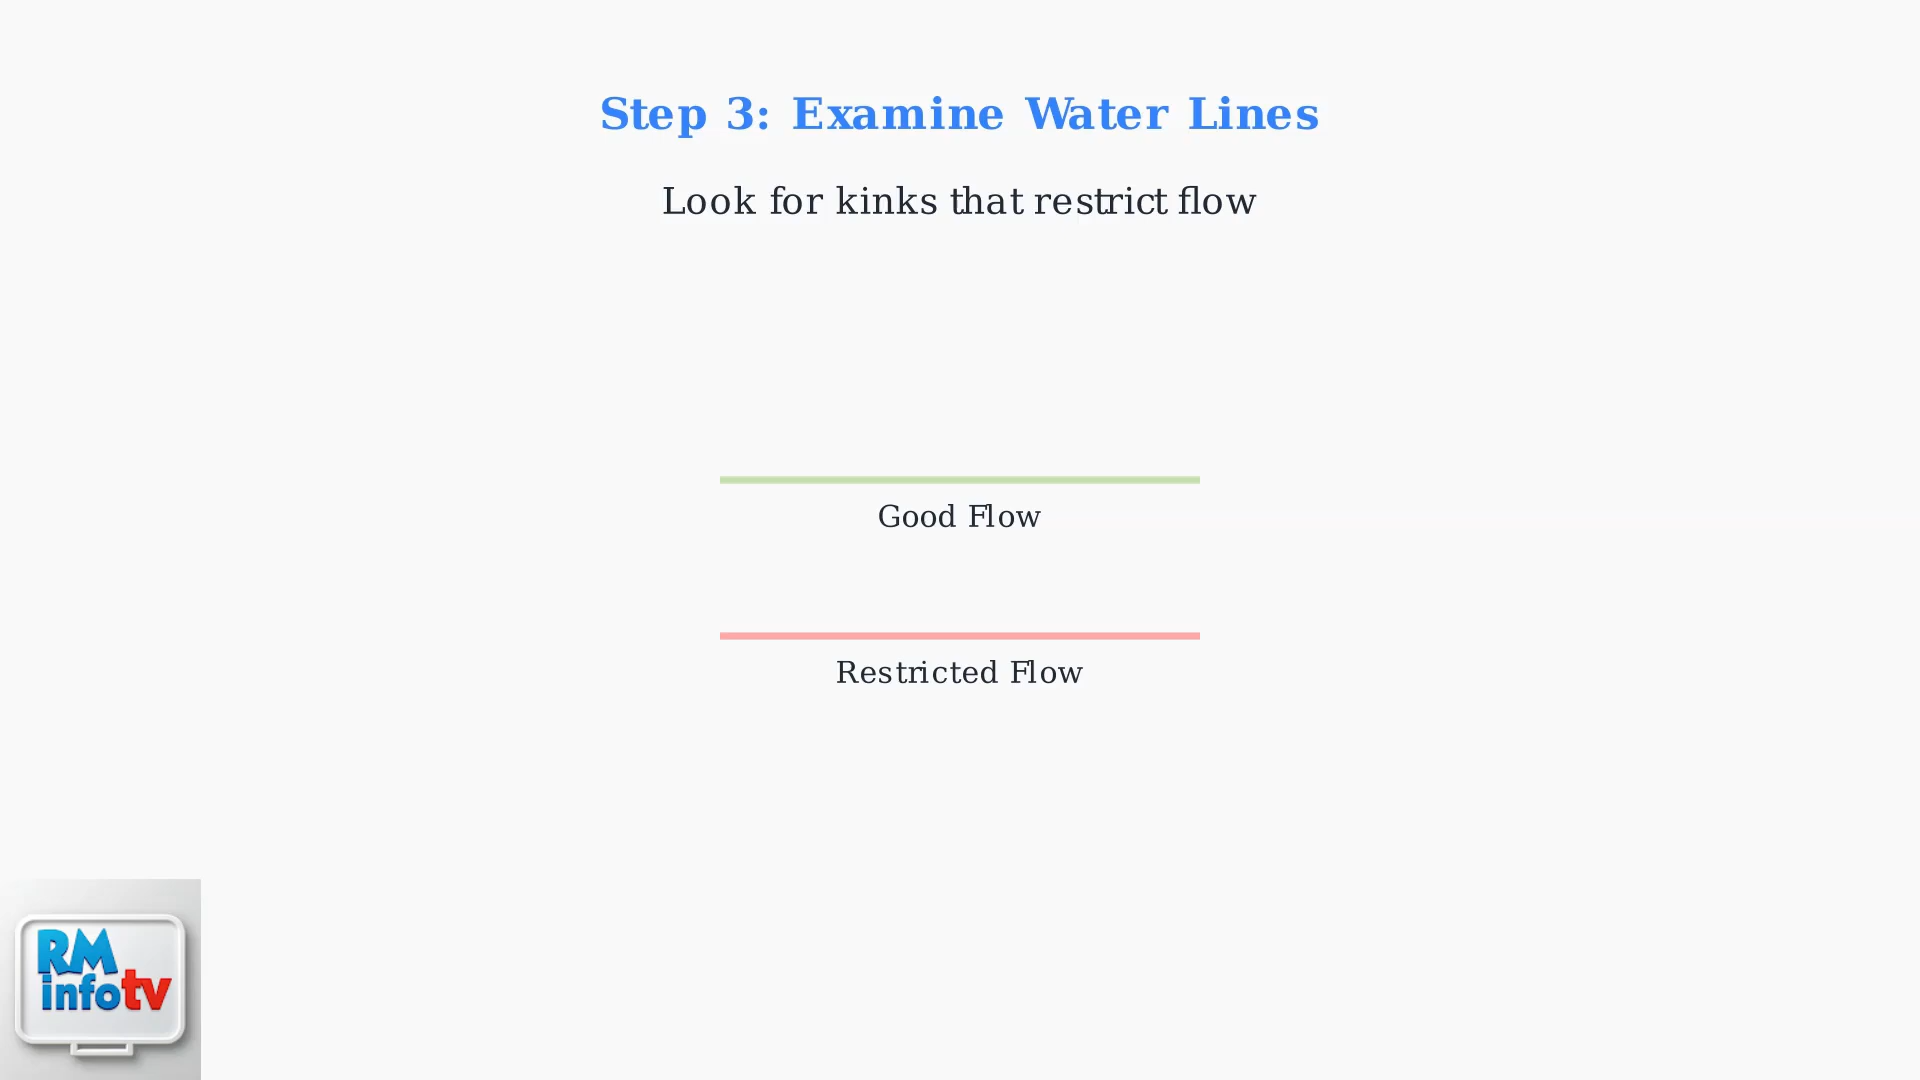 Step 3: Examine Water Lines
Look for kinks that restrict flow
Good Flow
Restricted Flow
RM
infotv